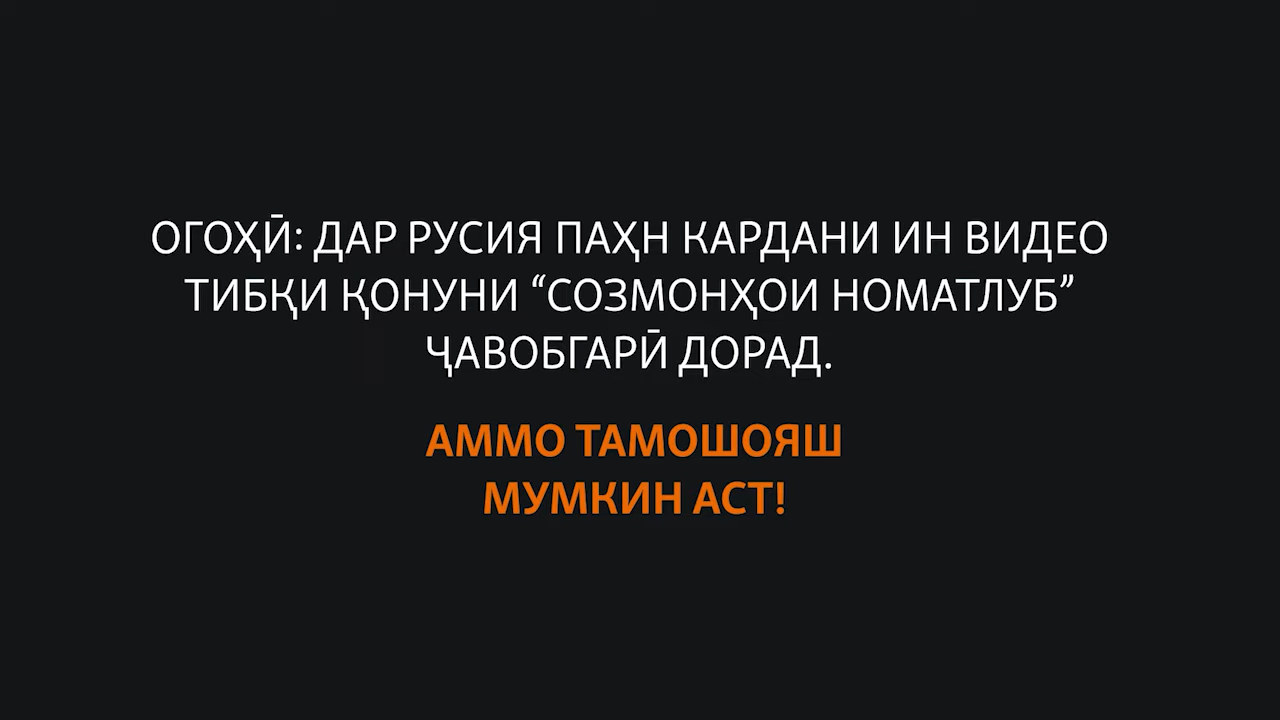 ОГОҲӢ: ДАР РУСИЯ ПАҲН КАРДАНИ ИН ВИДЕО
ТИБҚИ ҚОНУНИ “СОЗМОНҲОИ НОМАТЛУБ”
ҶАВОБГАРӢ ДОРАД.
АММО ТАМОШОЯШ
МУМКИН АСТ!